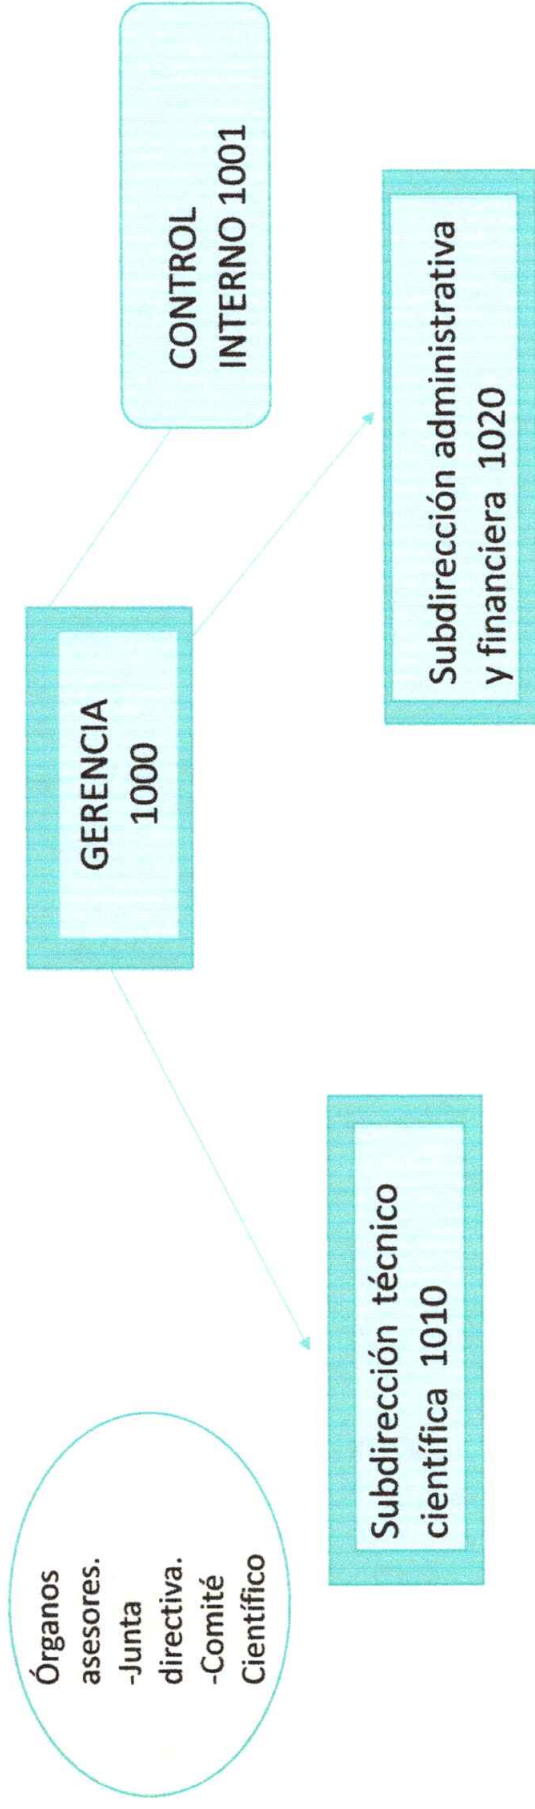 Órganos
asesores.
-Junta
directiva.
-Comité
Científico
GERENCIA
1000
CONTROL
INTERNO 1001
Subdirección técnico
científica 1010
Subdirección administrativa
y financiera 1020